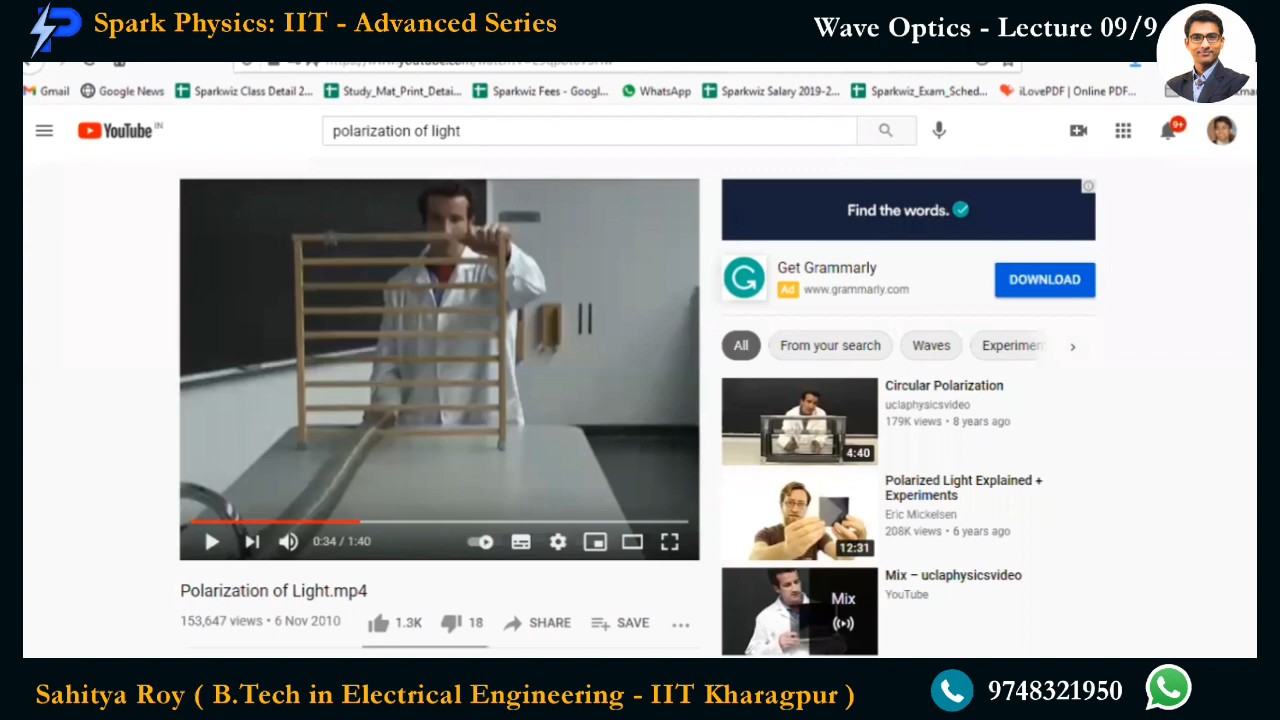 Spark Physics: IIT - Advanced Series
Wave Optics - Lecture 09/9
Gmail
Google News
Sparkwiz Class Detail 2...
Study_Mat_Print_Detai...
Sparkwiz Fees - Googl...
WhatsApp
Sparkwiz Salary 2019-2...
Sparkwiz_Exam_Sched...
iLovePDF | Online PDF...
YouTube IN
polarization of light
9+
Find the words.
Get Grammarly
Ad www.grammarly.com
DOWNLOAD
All
From your search
Waves
Experimen
Circular Polarization
uclaphysicsvideo
179K views • 8 years ago
4:40
Polarized Light Explained +
Experiments
Eric Mickelsen
208K views • 6 years ago
12:31
Mix – uclaphysicsvideo
YouTube
Mix
0:34 / 1:40
Polarization of Light.mp4
153,647 views • 6 Nov 2010
1.3K
18
SHARE
SAVE
Sahitya Roy ( B.Tech in Electrical Engineering - IIT Kharagpur )
9748321950